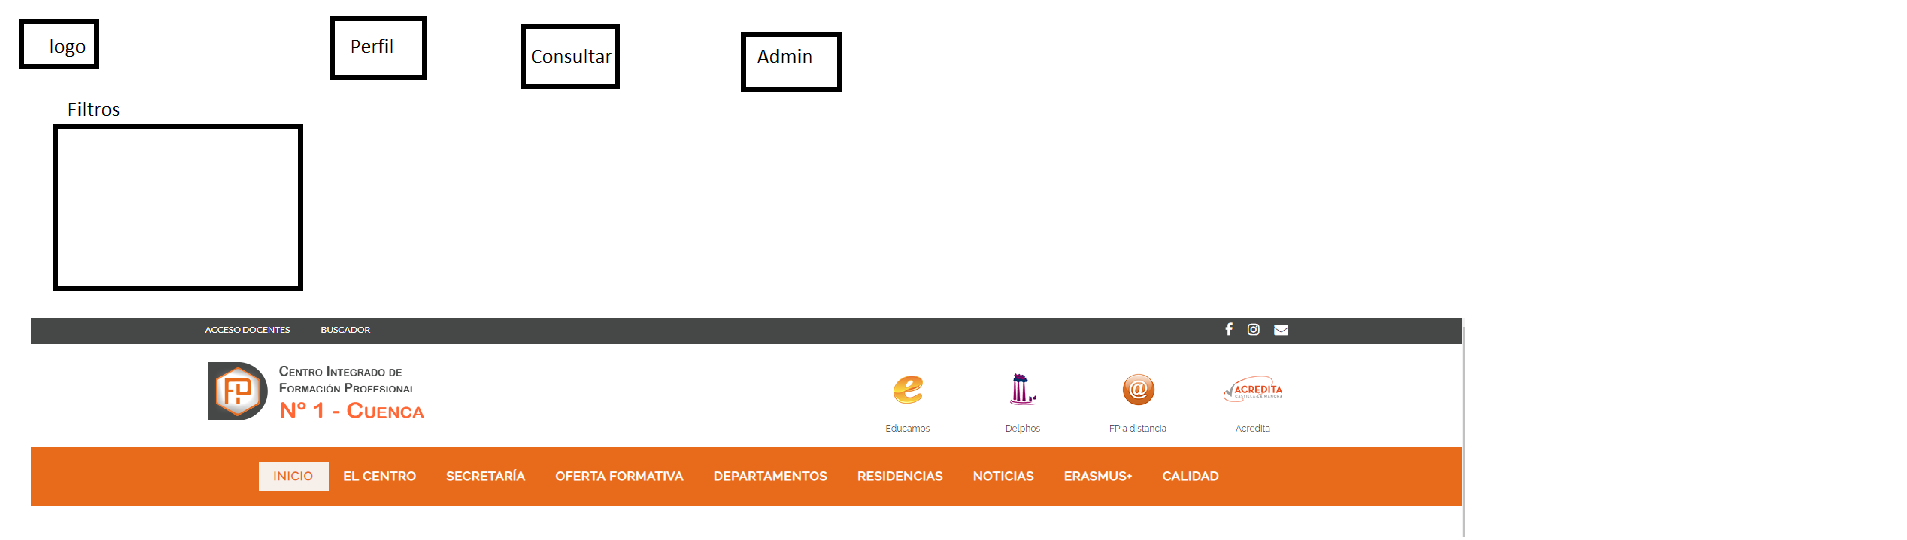 logo
Perfil
Consultar
Admin
Filtros
ACCESO DOCENTES BUSCADOR
CENTRO INTEGRADO DE
FORMACIÓN PROFESIONAL
Nº 1 - CUENCA
FP
e
@
ACREDITA
Educamos
Delphos
FP a distancia
Acredita
INICIO EL CENTRO SECRETARÍA OFERTA FORMATIVA DEPARTAMENTOS RESIDENCIAS NOTICIAS ERASMUS+ CALIDAD